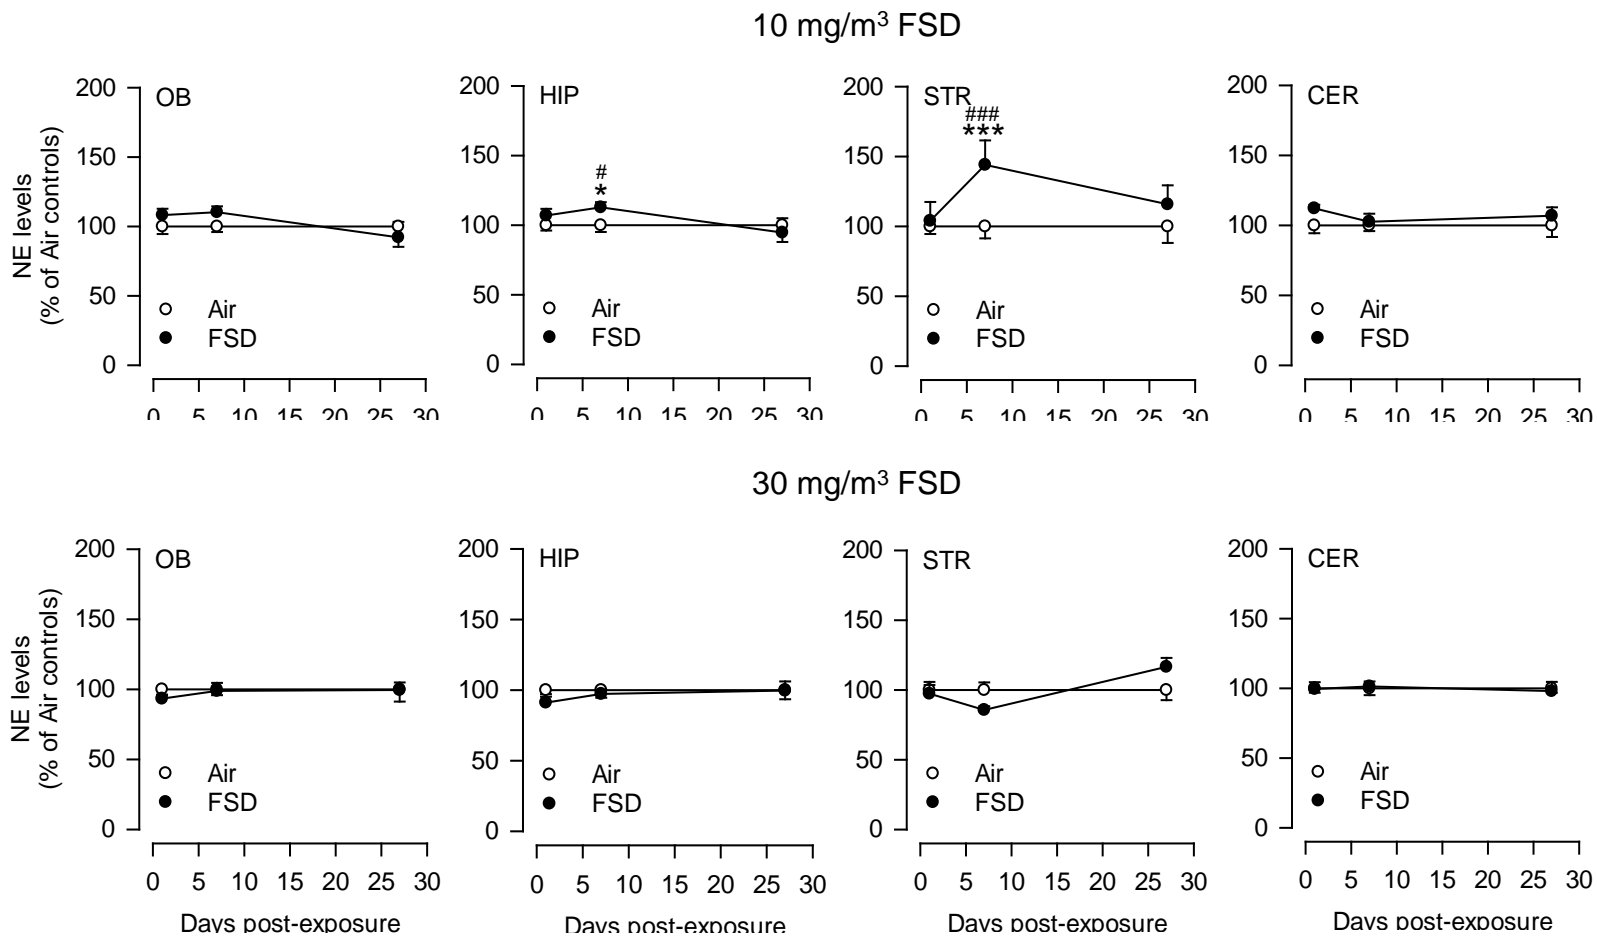 10 mg/m³ FSD
NE levels
(% of Air controls)
200
150
100
50
0
OB
Air
FSD
0 5 10 15 20 25 30
200
150
100
50
0
HIP
#
*
Air
FSD
0 5 10 15 20 25 30
200
150
100
50
0
STR
###
***
Air
FSD
0 5 10 15 20 25 30
200
150
100
50
0
CER
Air
FSD
0 5 10 15 20 25 30
30 mg/m³ FSD
NE levels
(% of Air controls)
200
150
100
50
0
OB
Air
FSD
0 5 10 15 20 25 30
Days post-exposure
200
150
100
50
0
HIP
Air
FSD
0 5 10 15 20 25 30
Days post-exposure
200
150
100
50
0
STR
Air
FSD
0 5 10 15 20 25 30
Days post-exposure
200
150
100
50
0
CER
Air
FSD
0 5 10 15 20 25 30
Days post-exposure